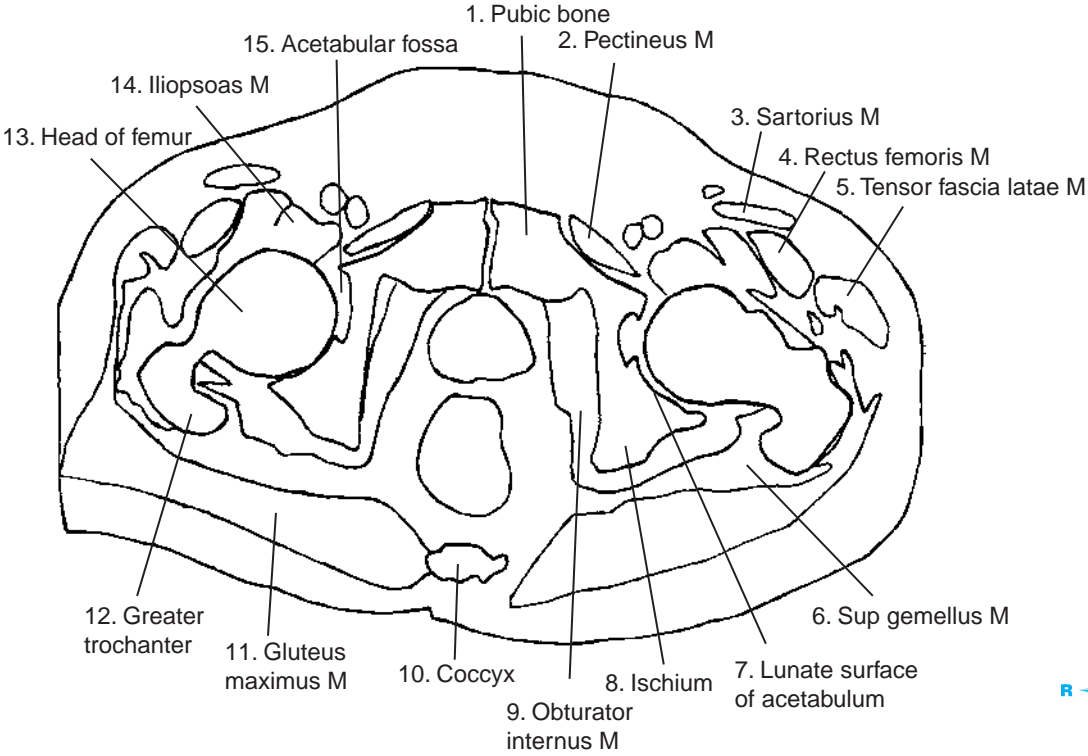 1. Pubic bone
2. Pectineus M
15. Acetabular fossa
14. Iliopsoas M
3. Sartorius M
13. Head of femur
4. Rectus femoris M
5. Tensor fascia latae M
12. Greater
trochanter
11. Gluteus
maximus M
10. Coccyx
9. Obturator
internus M
8. Ischium
7. Lunate surface
of acetabulum
6. Sup gemellus M
R